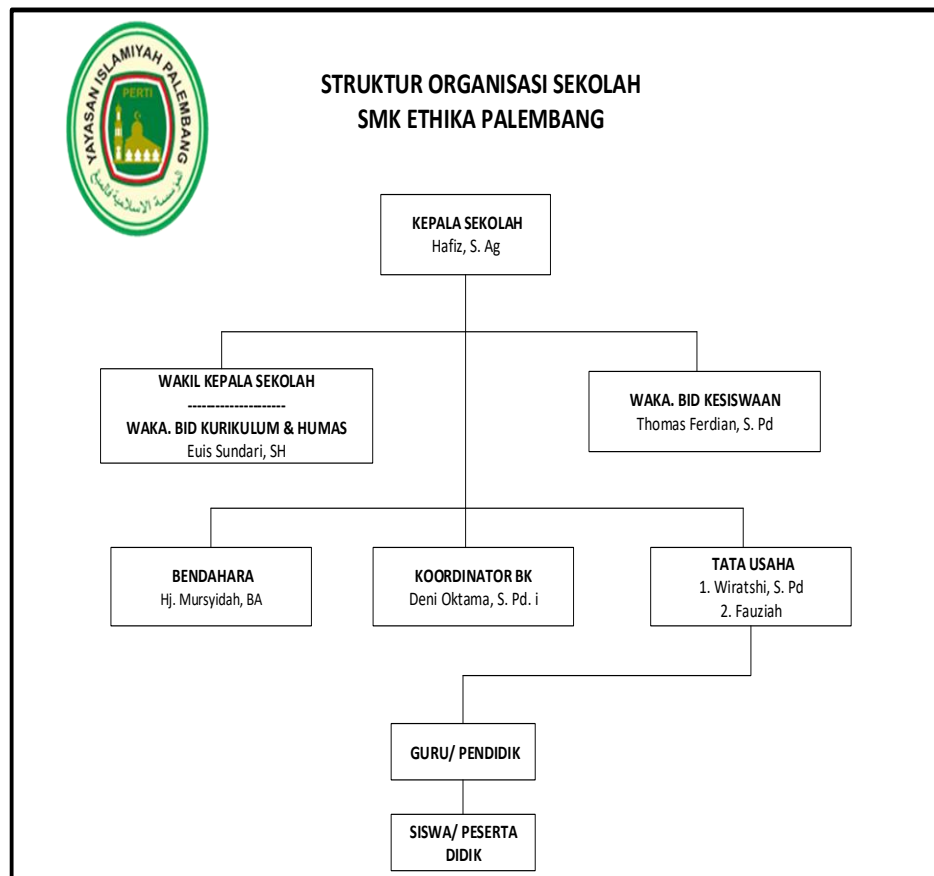 YAYASAN ISLAMIYAH PALEMBANG
PERTI
STRUKTUR ORGANISASI SEKOLAH
SMK ETHIKA PALEMBANG
KEPALA SEKOLAH
Hafiz, S. Ag
WAKIL KEPALA SEKOLAH
---------------------
WAKA. BID KURIKULUM & HUMAS
Euis Sundari, SH
WAKA. BID KESISWAAN
Thomas Ferdian, S. Pd
BENDAHARA
Hj. Mursyidah, BA
KOORDINATOR BK
Deni Oktama, S. Pd. i
TATA USAHA
1. Wiratshi, S. Pd
2. Fauziah
GURU/ PENDIDIK
SISWA/ PESERTA
DIDIK